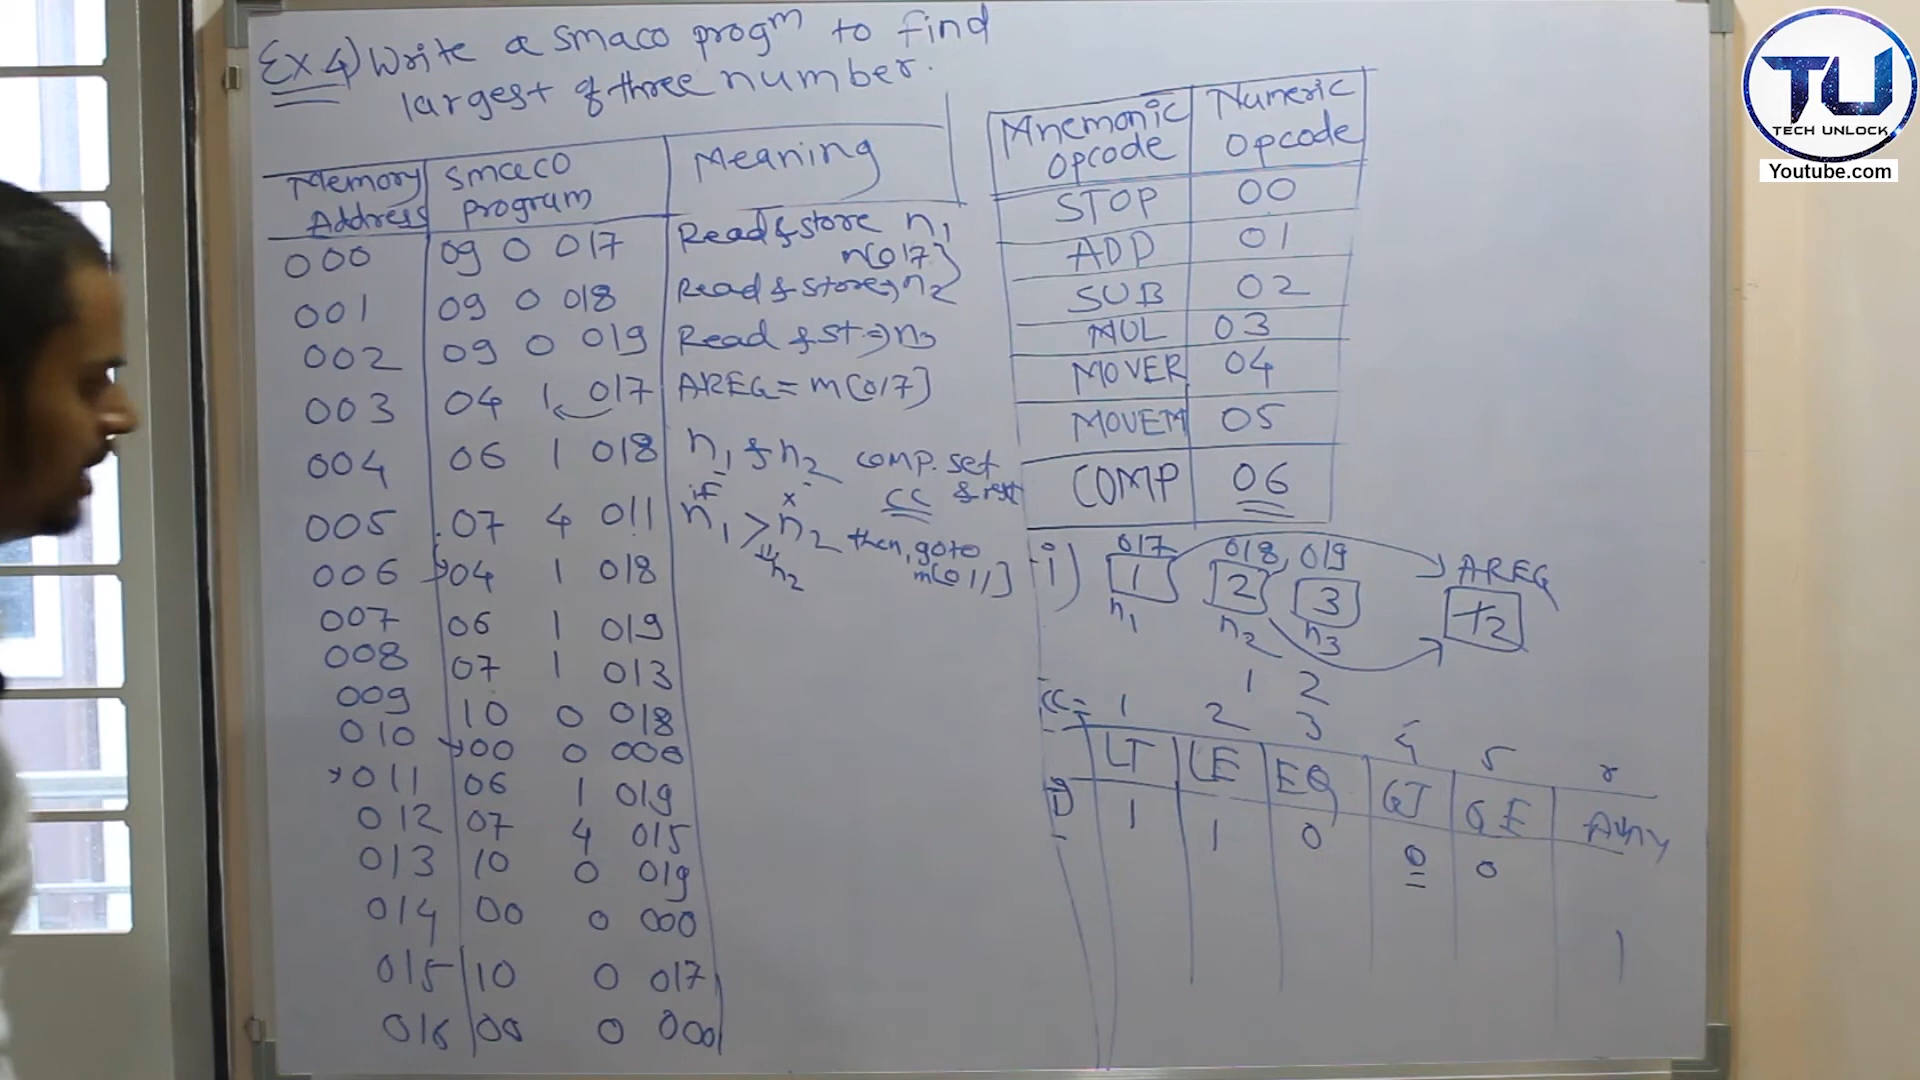 Ex 4) Write a smaco progm to find
largest of three number.
Memory Address
smaco program
Meaning
000 09 0 017 Read & store n1
m[017]
001 09 0 018 Read & store → n2
002 09 0 019 Read & st ⇒ n3
003 04 1 017 AREG = m[017]
004 06 1 018 n1 & n2 comp. set
CC
005 07 4 011 if n1 > n2 then, goto
m[011]
n2
006 04 1 018
007 06 1 019
008 07 1 013
009 10 0 018
010 00 0 000
011 06 1 019
012 07 4 015
013 10 0 019
014 00 0 000
015 10 0 017
016 00 0 000
Mnemonic opcode
Numeric opcode
STOP 00
ADD 01
SUB 02
MUL 03
MOVER 04
MOVEM 05
COMP 06
i) 017 018, 019 AREG
1 2 3 2
n1 n2 n3
1 2
CC = 1 2 3 4 5
LT LE EQ GT GE Any
1 1 0 0 0
1
TU
TECH UNLOCK
Youtube.com